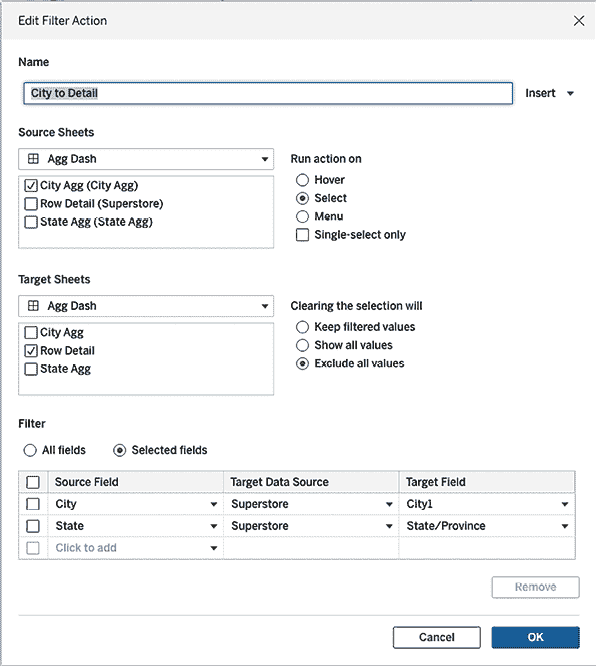 Edit Filter Action
Name
City to Detail
Insert
Source Sheets
Agg Dash
Run action on
City Agg (City Agg)
Hover
Row Detail (Superstore)
Select
State Agg (State Agg)
Menu
Single-select only
Target Sheets
Agg Dash
Clearing the selection will
City Agg
Keep filtered values
Row Detail
Show all values
State Agg
Exclude all values
Filter
All fields Selected fields
Source Field Target Data Source Target Field
City Superstore City1
State Superstore State/Province
Click to add
Remove
Cancel OK